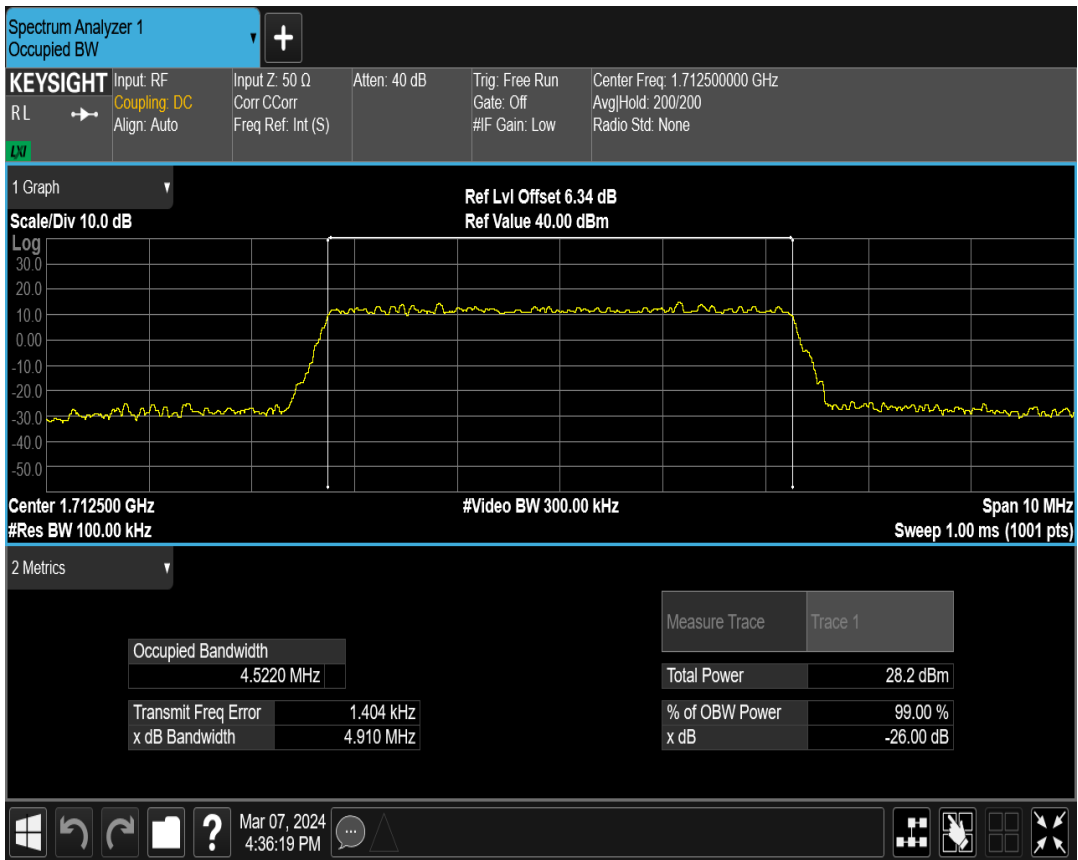 Spectrum Analyzer 1
Occupied BW
+
KEYSIGHT
RL
LXI
Input: RF
Coupling: DC
Align: Auto
Input Z: 50 Ω
Corr CCorr
Freq Ref: Int (S)
Atten: 40 dB
Trig: Free Run
Gate: Off
#IF Gain: Low
Center Freq: 1.712500000 GHz
Avg|Hold: 200/200
Radio Std: None
1 Graph
Scale/Div 10.0 dB
Ref Lvl Offset 6.34 dB
Ref Value 40.00 dBm
Log
30.0
20.0
10.0
0.00
-10.0
-20.0
-30.0
-40.0
-50.0
Center 1.712500 GHz
#Video BW 300.00 kHz
Span 10 MHz
#Res BW 100.00 kHz
Sweep 1.00 ms (1001 pts)
2 Metrics
Measure Trace Trace 1
Occupied Bandwidth
4.5220 MHz
Total Power 28.2 dBm
Transmit Freq Error 1.404 kHz
% of OBW Power 99.00 %
x dB Bandwidth 4.910 MHz
x dB -26.00 dB
?
Mar 07, 2024
4:36:19 PM